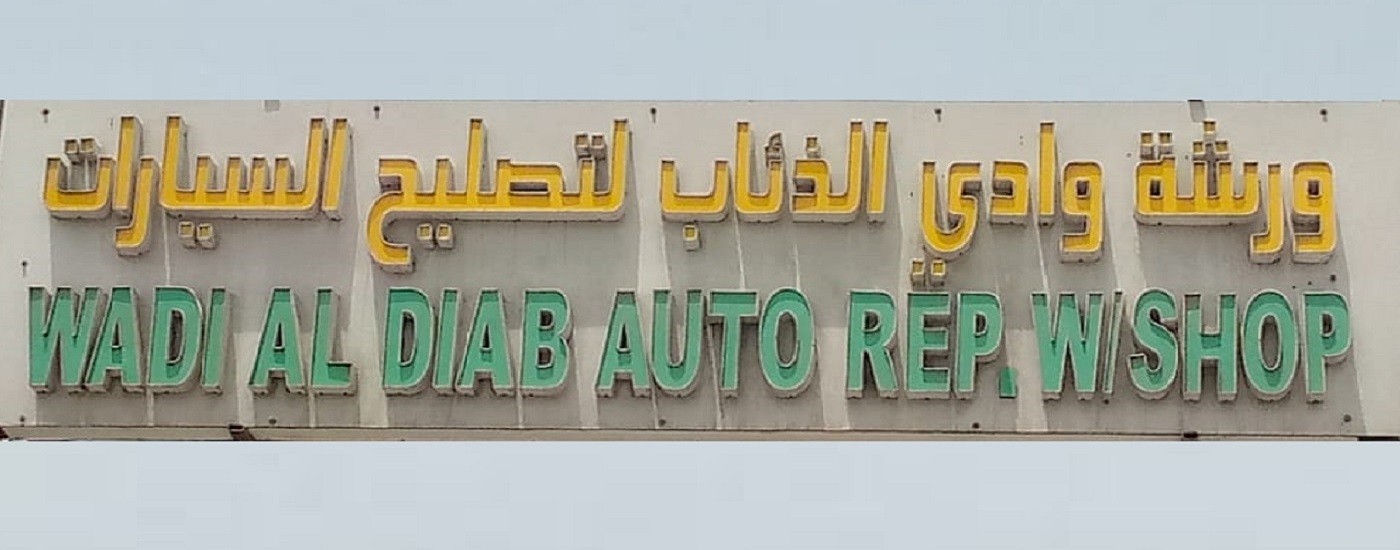 ورشة وادي الذئاب لتصليح السيارات
WADI AL DIAB AUTO REP. W/SHOP